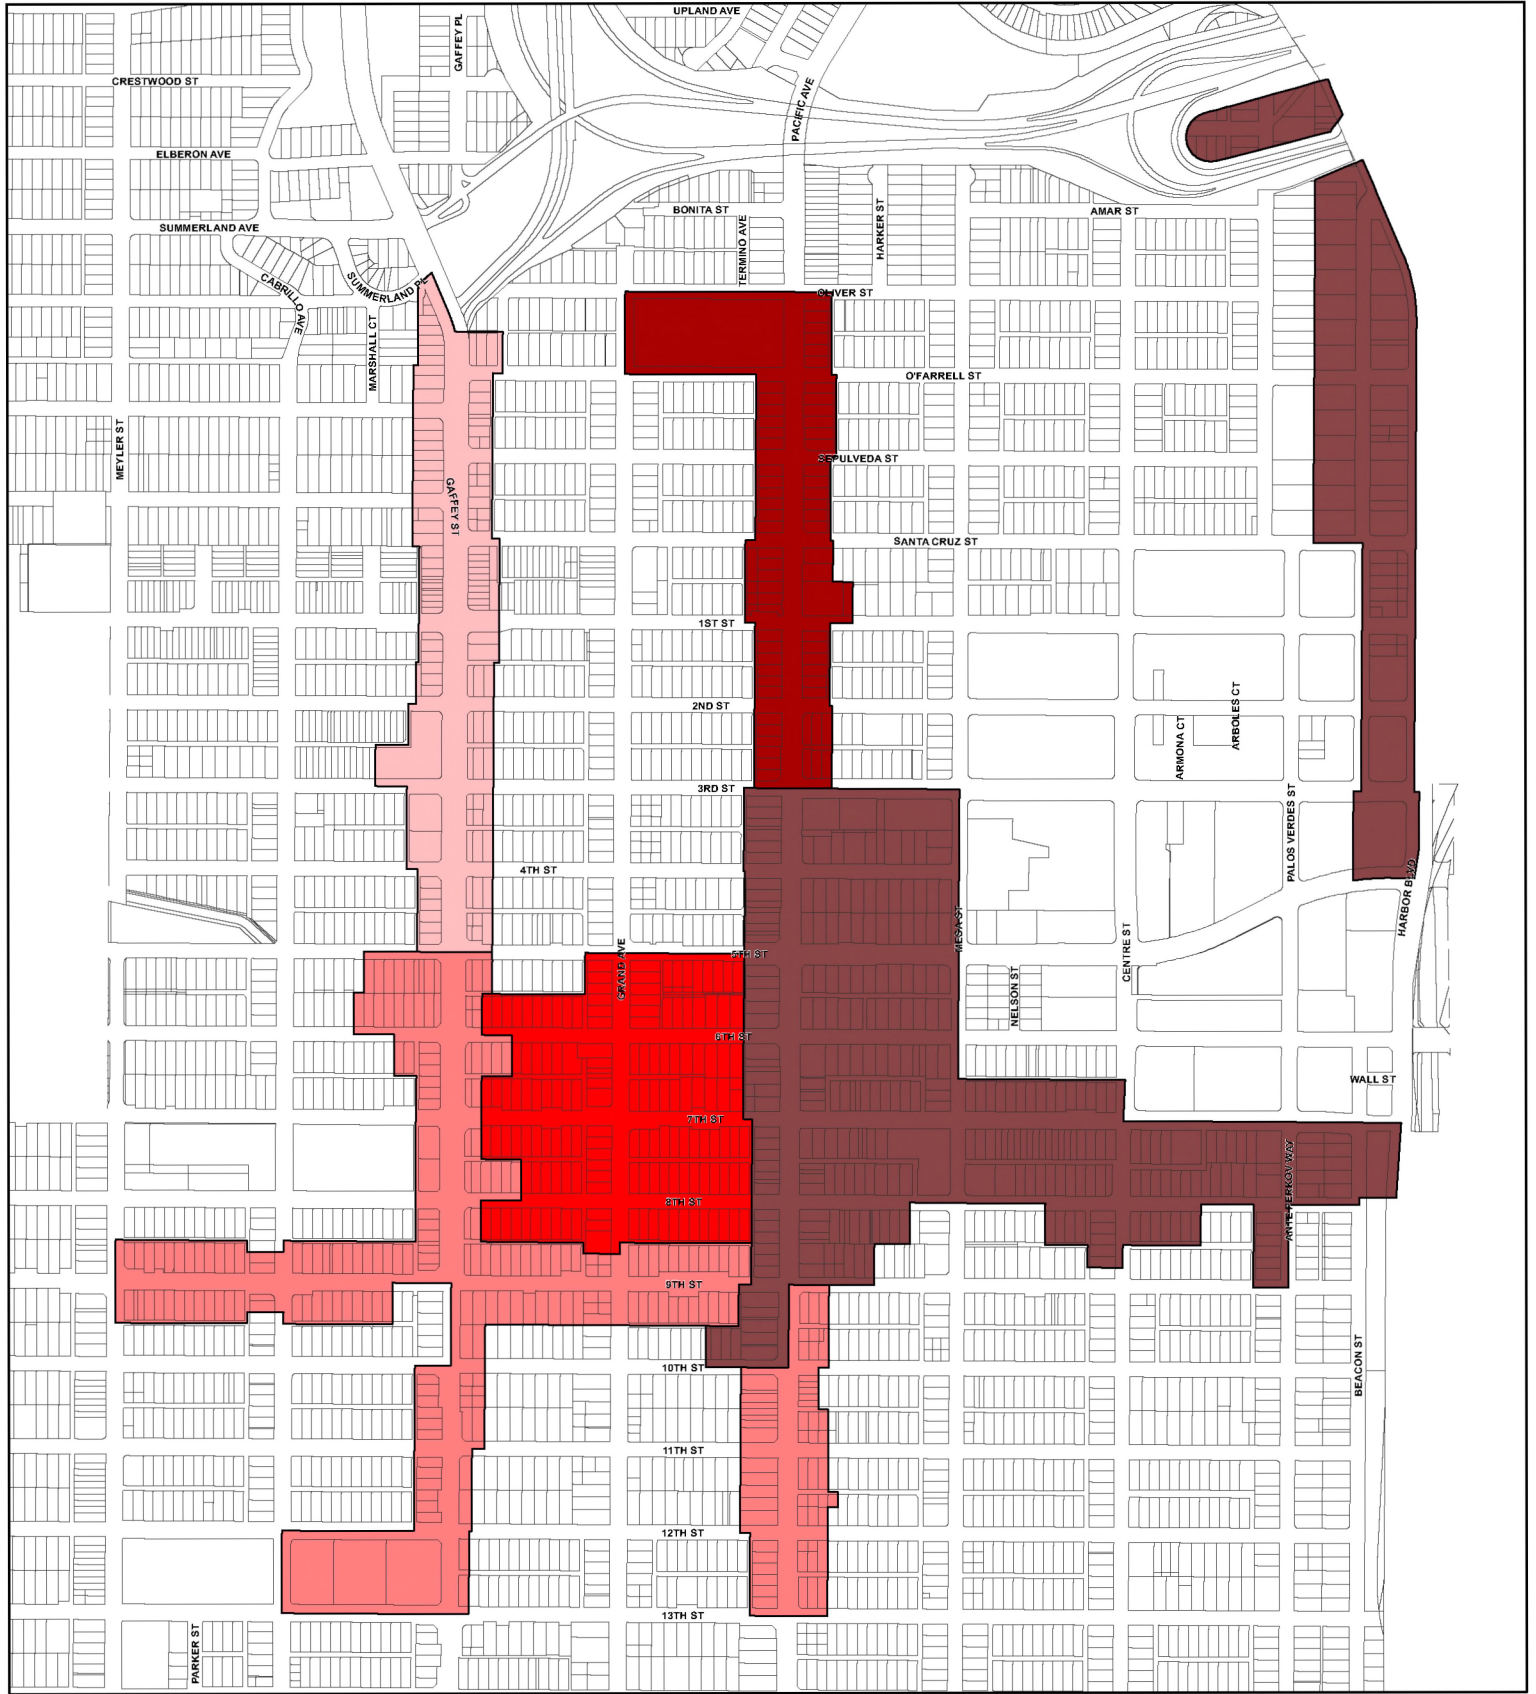 UPLAND AVE
GAFFEY PL
CRESTWOOD ST
PACIFIC AVE
ELBERON AVE
BONITA ST
AMAR ST
SUMMERLAND AVE
HARKER ST
TERMINO AVE
CABRILLO AVE
SUMMERLAND PL
OLIVER ST
MARSHALL CT
O'FARRELL ST
MEYLER ST
SEPULVEDA ST
GAFFEY ST
SANTA CRUZ ST
1ST ST
2ND ST
ARBOLES CT
ARMONA CT
3RD ST
PALOS VERDES ST
4TH ST
HARBOR BLVD
MESA ST
CENTRE ST
5TH ST
GRAND AVE
NELSON ST
6TH ST
WALL ST
7TH ST
ANTE PERKOV WAY
8TH ST
9TH ST
10TH ST
BEACON ST
11TH ST
12TH ST
13TH ST
PARKER ST